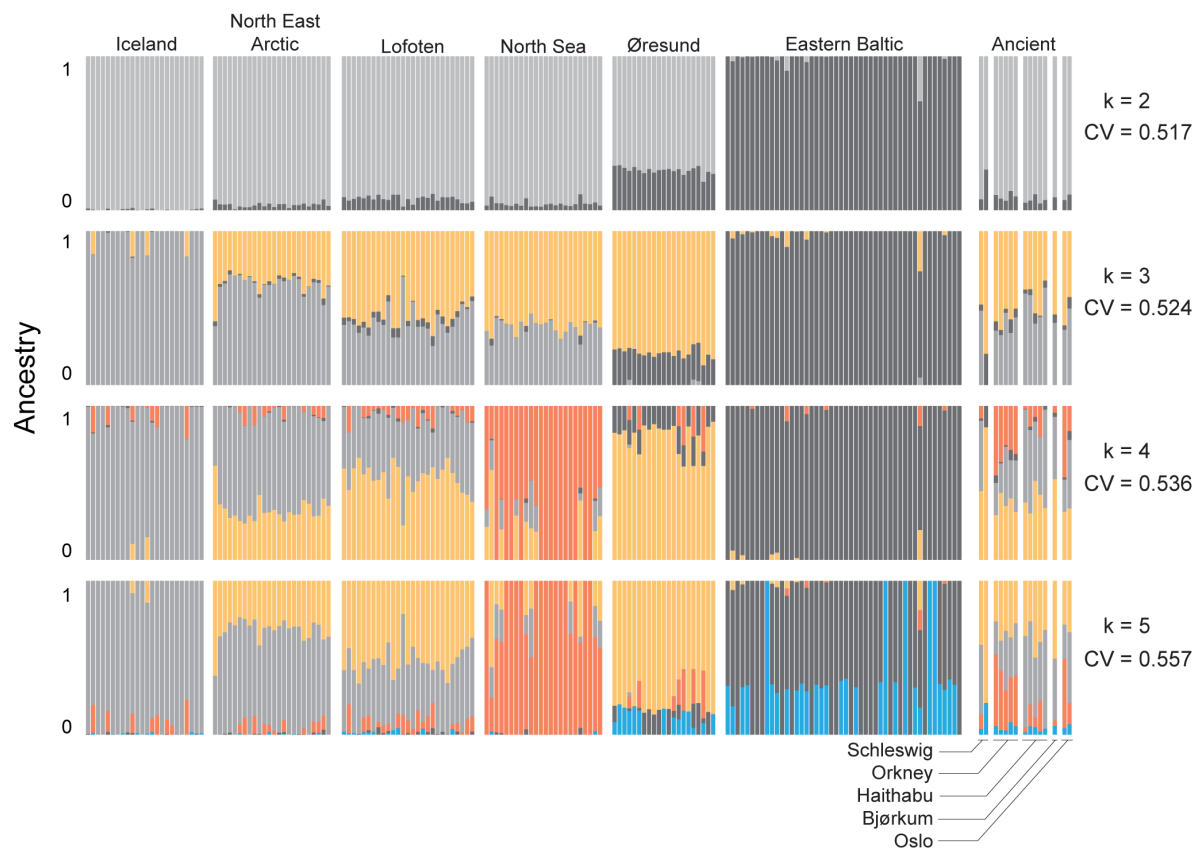 North East
Iceland Arctic Lofoten North Sea Øresund Eastern Baltic Ancient
1
0
k = 2
CV = 0.517
1
0
k = 3
CV = 0.524
Ancestry
1
0
k = 4
CV = 0.536
1
0
k = 5
CV = 0.557
Schleswig
Orkney
Haithabu
Bjørkum
Oslo